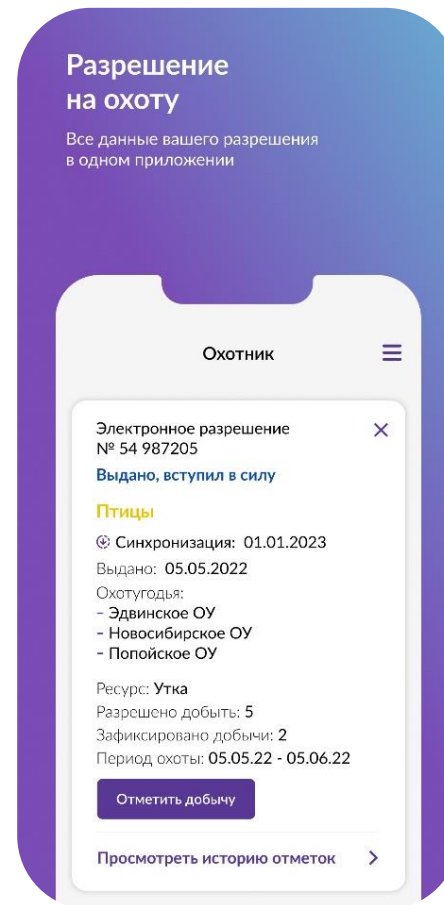 Разрешение
на охоту
Все данные вашего разрешения
в одном приложении
Охотник
Электронное разрешение
№ 54 987205
Выдано, вступил в силу
Птицы
Синхронизация: 01.01.2023
Выдано: 05.05.2022
Охотугодья:
- Эдвинское ОУ
- Новосибирское ОУ
- Попойское ОУ
Ресурс: Утка
Разрешено добыть: 5
Зафиксировано добычи: 2
Период охоты: 05.05.22 - 05.06.22
Отметить добычу
Просмотреть историю отметок